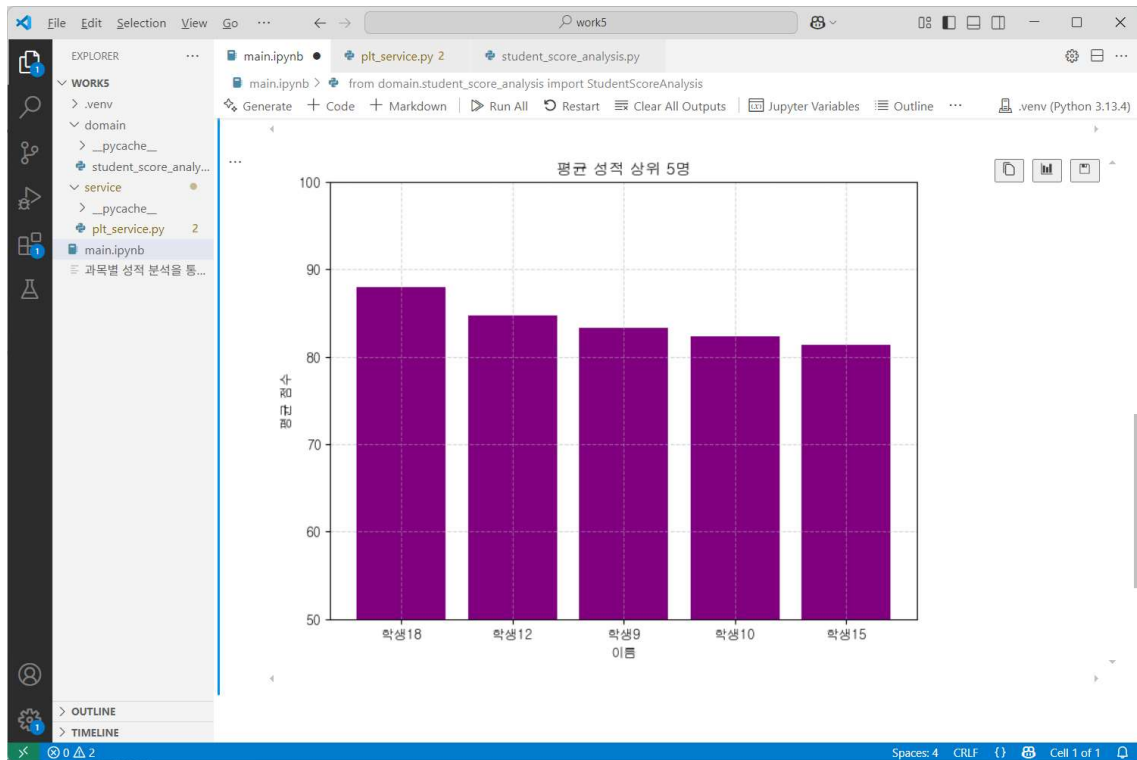 File Edit Selection View Go ··· work5
EXPLORER ···
WORK5
.venv
domain
__pycache__
student_score_analy...
service
__pycache__
plt_service.py 2
main.ipynb
과목별 성적 분석을 통...
OUTLINE
TIMELINE
main.ipynb plt_service.py 2 student_score_analysis.py
main.ipynb > from domain.student_score_analysis import StudentScoreAnalysis
Generate + Code + Markdown Run All Restart Clear All Outputs Jupyter Variables Outline ··· .venv (Python 3.13.4)
평균 성적 상위 5명
100
90
80
70
60
50
평균 점수
학생18 학생12 학생9 학생10 학생15
이름
0 2 Spaces: 4 CRLF {} Cell 1 of 1
1
1
1